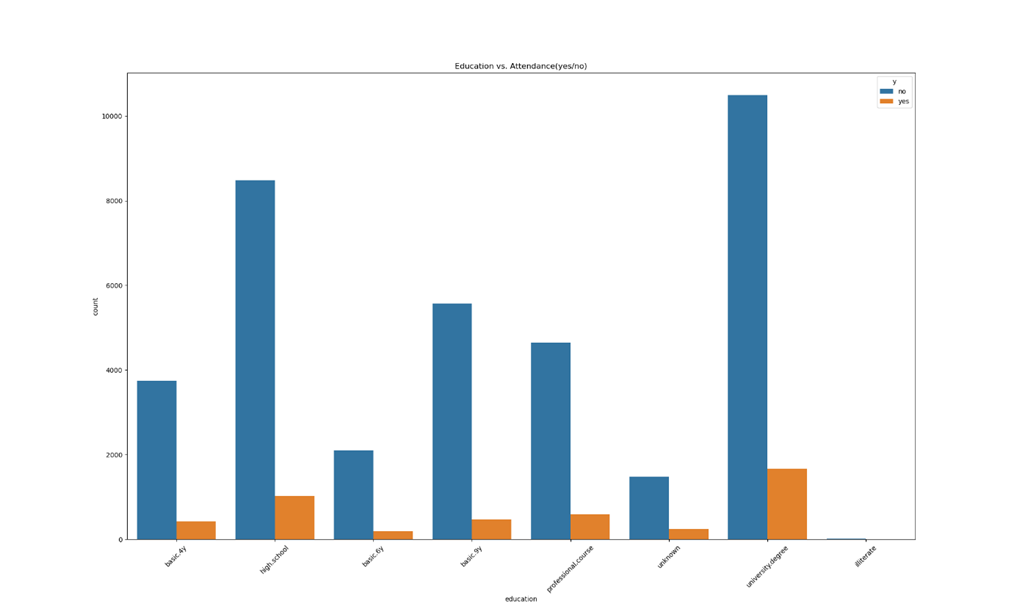 Education vs. Attendance(yes/no)
y
no
yes
10000
8000
6000
4000
2000
0
count
basic.4y
high.school
basic.6y
basic.9y
professional.course
unknown
university.degree
illiterate
education